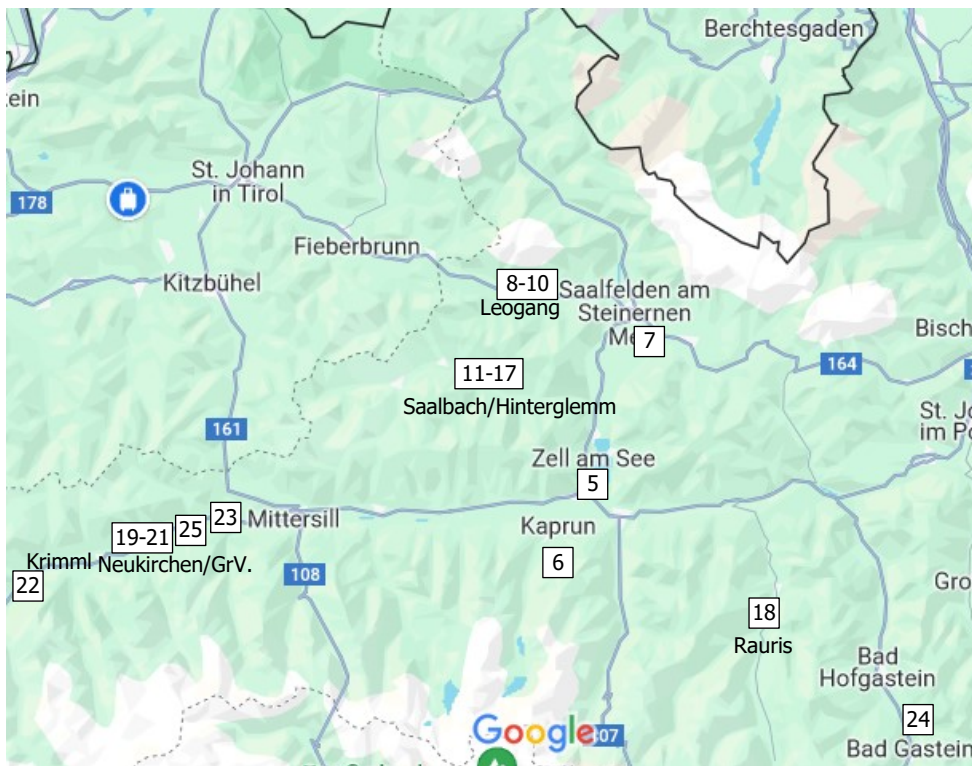 Berchtesgaden
ein
St. Johann
in Tirol
178
Fieberbrunn
Kitzbühel
8-10
Leogang
Saalfelden am
Steinernen
Me
7
Bisch
164
11-17
Saalbach/Hinterglemm
St. Jo
im Po
161
Zell am See
5
23
Mittersill
Kaprun
19-21
25
Krimml
Neukirchen/GrV.
22
108
6
18
Rauris
Gro
Bad
Hofgastein
24
Google
07
Bad Gastein